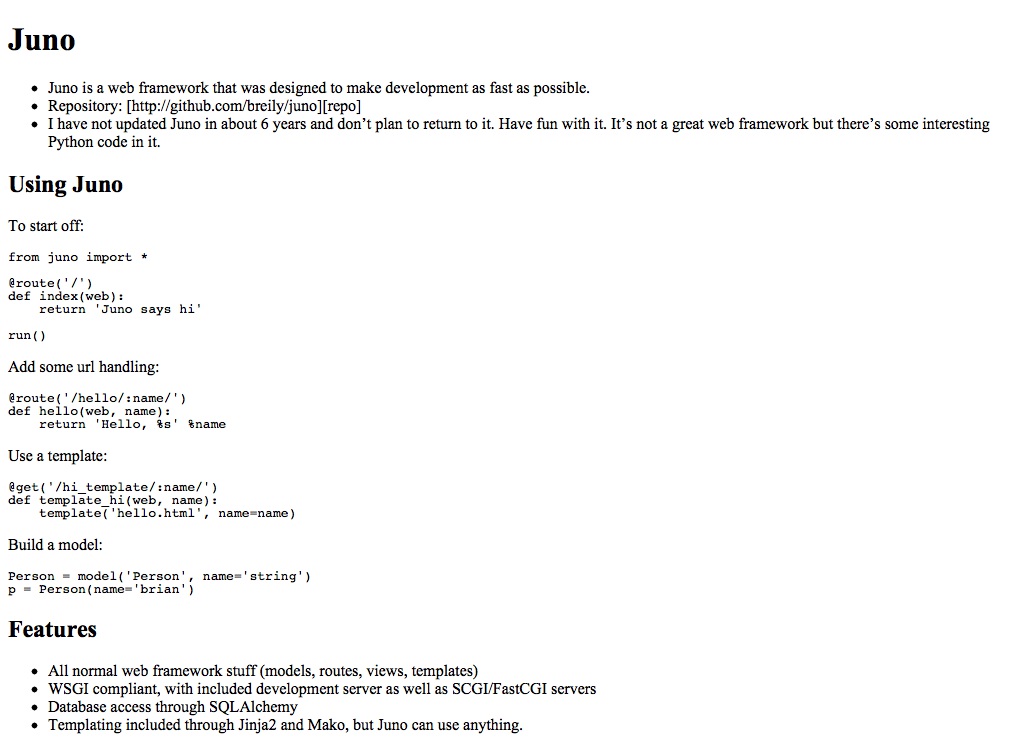 Juno
• Juno is a web framework that was designed to make development as fast as possible.
• Repository: [http://github.com/breily/juno][repo]
• I have not updated Juno in about 6 years and don’t plan to return to it. Have fun with it. It’s not a great web framework but there’s some interesting
Python code in it.
Using Juno
To start off:
from juno import *
@route('/')
def index(web):
    return 'Juno says hi'
run()
Add some url handling:
@route('/hello/:name/')
def hello(web, name):
    return 'Hello, %s' %name
Use a template:
@get('/hi_template/:name/')
def template_hi(web, name):
    template('hello.html', name=name)
Build a model:
Person = model('Person', name='string')
p = Person(name='brian')
Features
• All normal web framework stuff (models, routes, views, templates)
• WSGI compliant, with included development server as well as SCGI/FastCGI servers
• Database access through SQLAlchemy
• Templating included through Jinja2 and Mako, but Juno can use anything.